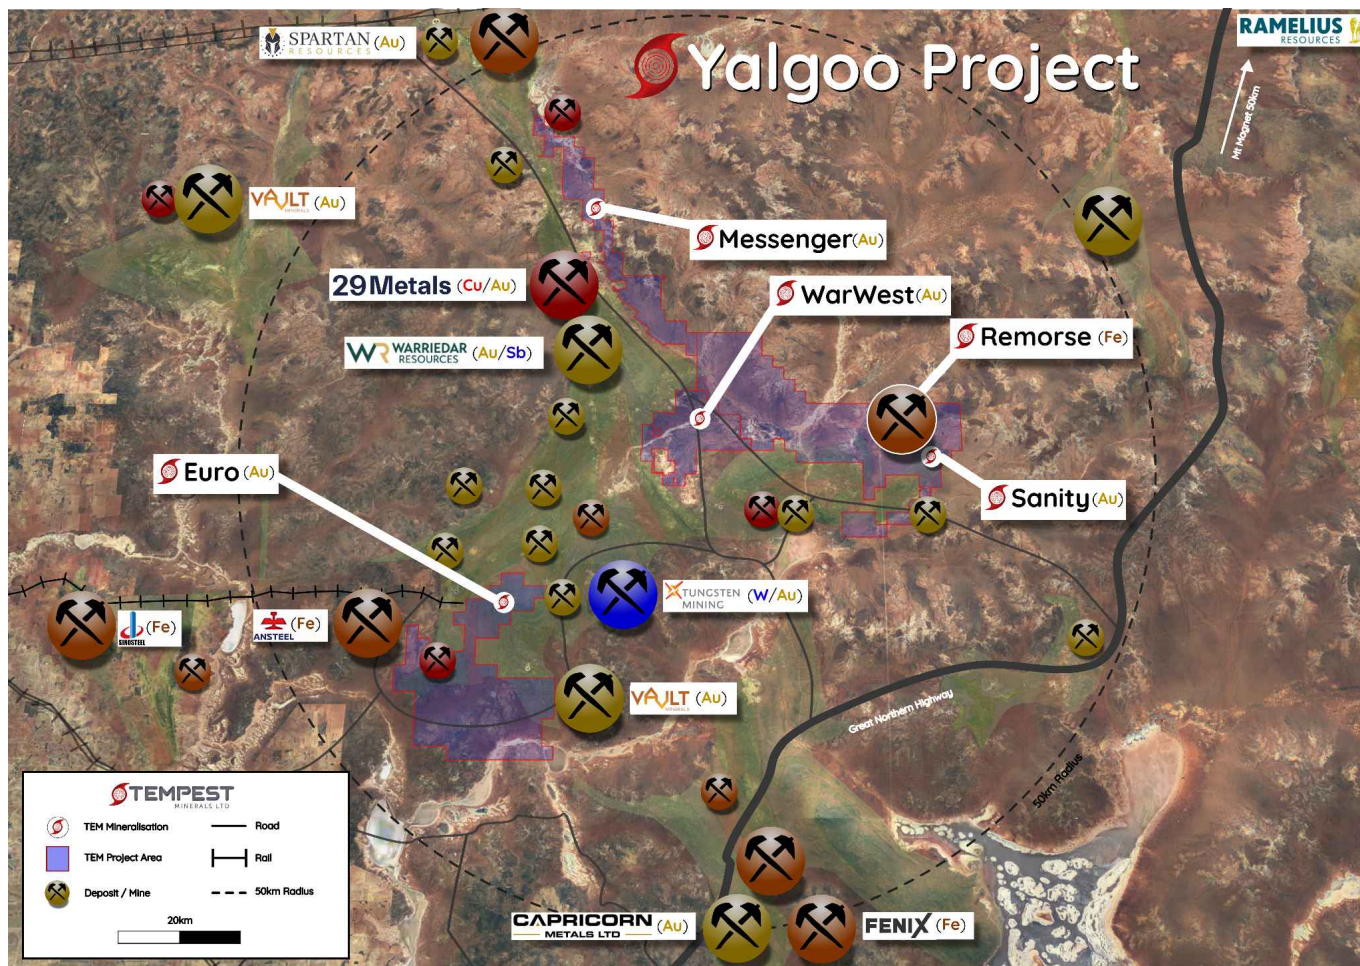 SPARTAN (Au)
RESOURCES
Yalgoo Project
RAMELIUS
RESOURCES
Mt Magnet 50km
VAULT (Au)
MINERALS
Messenger (Au)
29Metals (Cu/Au)
WarWest (Au)
WARRIEDAR (Au/Sb)
RESOURCES
Remorse (Fe)
Euro (Au)
Sanity (Au)
SINOSTEEL (Fe)
ANSTEEL (Fe)
TUNGSTEN (W/Au)
MINING
VAULT (Au)
MINERALS
Great Northern Highway
50km Radius
TEMPEST
MINERALS LTD
TEM Mineralisation
Road
TEM Project Area
Rail
Deposit / Mine
50km Radius
20km
CAPRICORN (Au)
METALS LTD
FENIX (Fe)